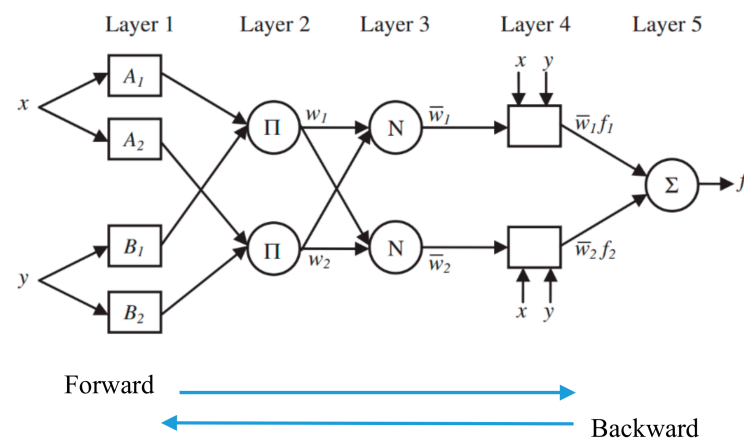 Layer 1 Layer 2 Layer 3 Layer 4 Layer 5
x y
A₁
x
w₁ w̅₁ w̅₁f₁
Π N
A₂
Σ f
B₁
Π N
w₂ w̅₂ w̅₂f₂
y
B₂
x y
Forward
Backward